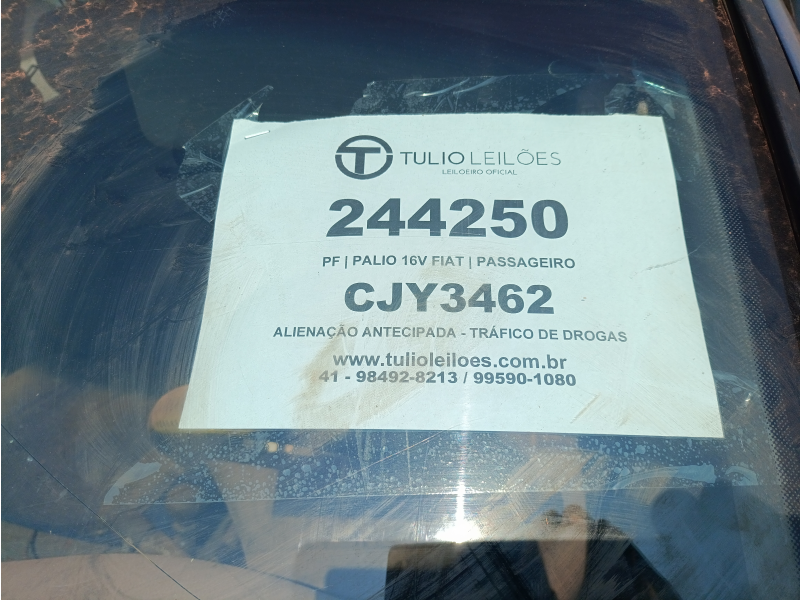 TULIO LEILÕES
LEILOEIRO OFICIAL
244250
PF | PALIO 16V FIAT | PASSAGEIRO
CJY3462
ALIENAÇÃO ANTECIPADA - TRÁFICO DE DROGAS
www.tulioleiloes.com.br
41 - 98492-8213 / 99590-1080